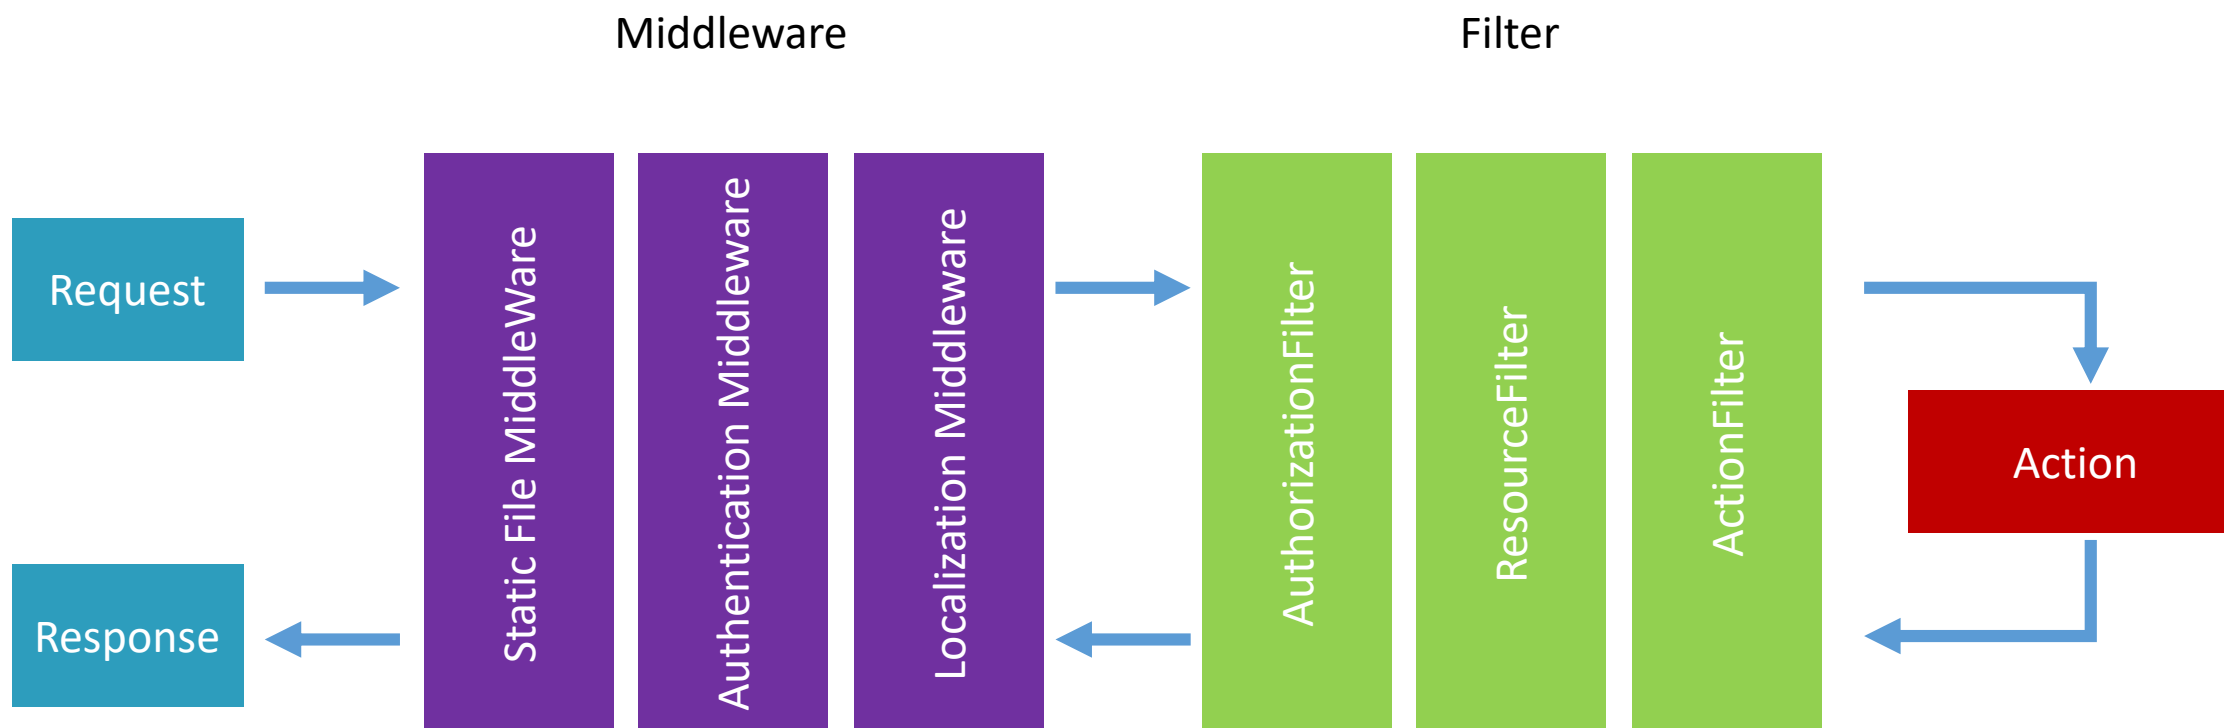 Middleware
Filter
Request
Response
Static File MiddleWare
Authentication Middleware
Localization Middleware
AuthorizationFilter
ResourceFilter
ActionFilter
Action